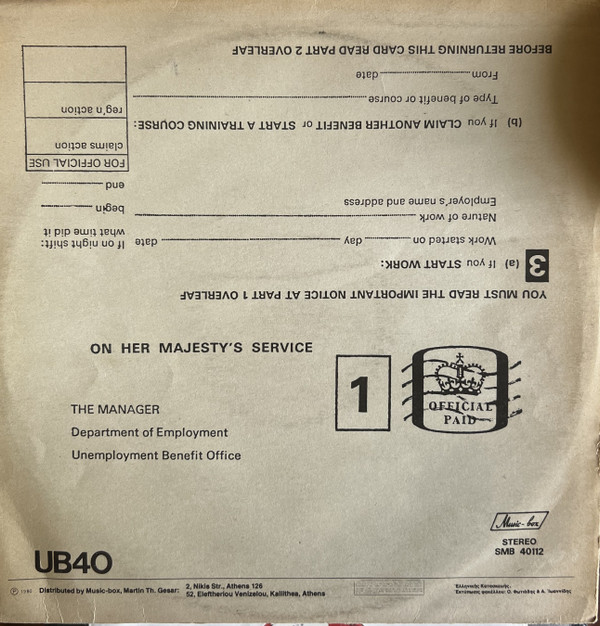 BEFORE RETURNING THIS CARD READ PART 2 OVERLEAF
From date
Type of benefit or course
(b) If you CLAIM ANOTHER BENEFIT or START A TRAINING COURSE:
reg'n action
claims action
FOR OFFICIAL USE
end
begin
what time did it
If on night shift:
Employer's name and address
Nature of work
Work started on day date
3 (a) If you START WORK:
YOU MUST READ THE IMPORTANT NOTICE AT PART 1 OVERLEAF
ON HER MAJESTY'S SERVICE
1
OFFICIAL
PAID
THE MANAGER
Department of Employment
Unemployment Benefit Office
Music-box
STEREO
SMB 40112
UB40
Distributed by Music-box, Martin Th. Gesar:
2, Nikis Str., Athena 126
52, Eleftheriou Venizelou, Kallithea, Athena
Ελληνικής Κατασκευής.